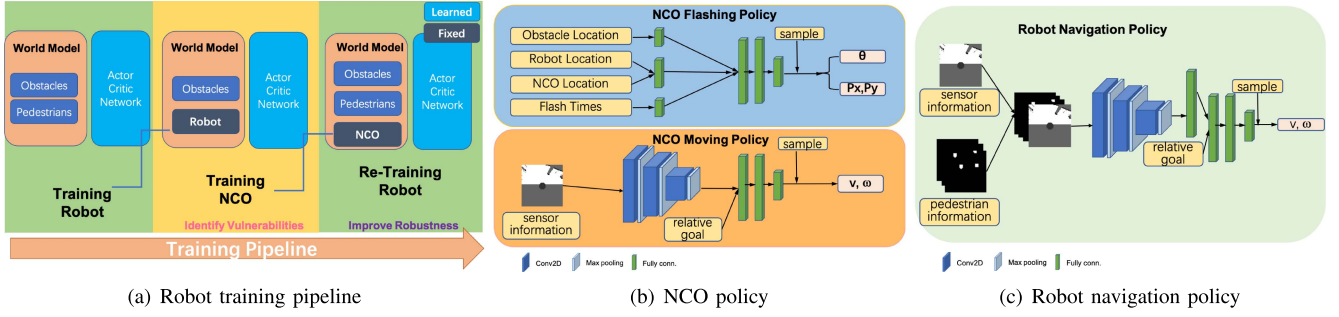 Learned
Fixed
World Model
Obstacles
Pedestrians
Actor
Critic
Network
Training
Robot
World Model
Obstacles
Robot
Actor
Critic
Network
Training
NCO
Identify Vulnerabilities
World Model
Obstacles
Pedestrians
NCO
Actor
Critic
Network
Re-Training
Robot
Improve Robustness
Training Pipeline
(a) Robot training pipeline
NCO Flashing Policy
Obstacle Location
Robot Location
NCO Location
Flash Times
sample
θ
Px,Py
NCO Moving Policy
sensor
information
relative
goal
sample
v, ω
Conv2D
Max pooling
Fully conn.
(b) NCO policy
Robot Navigation Policy
sensor
information
pedestrian
information
relative
goal
sample
v, ω
Conv2D
Max pooling
Fully conn.
(c) Robot navigation policy